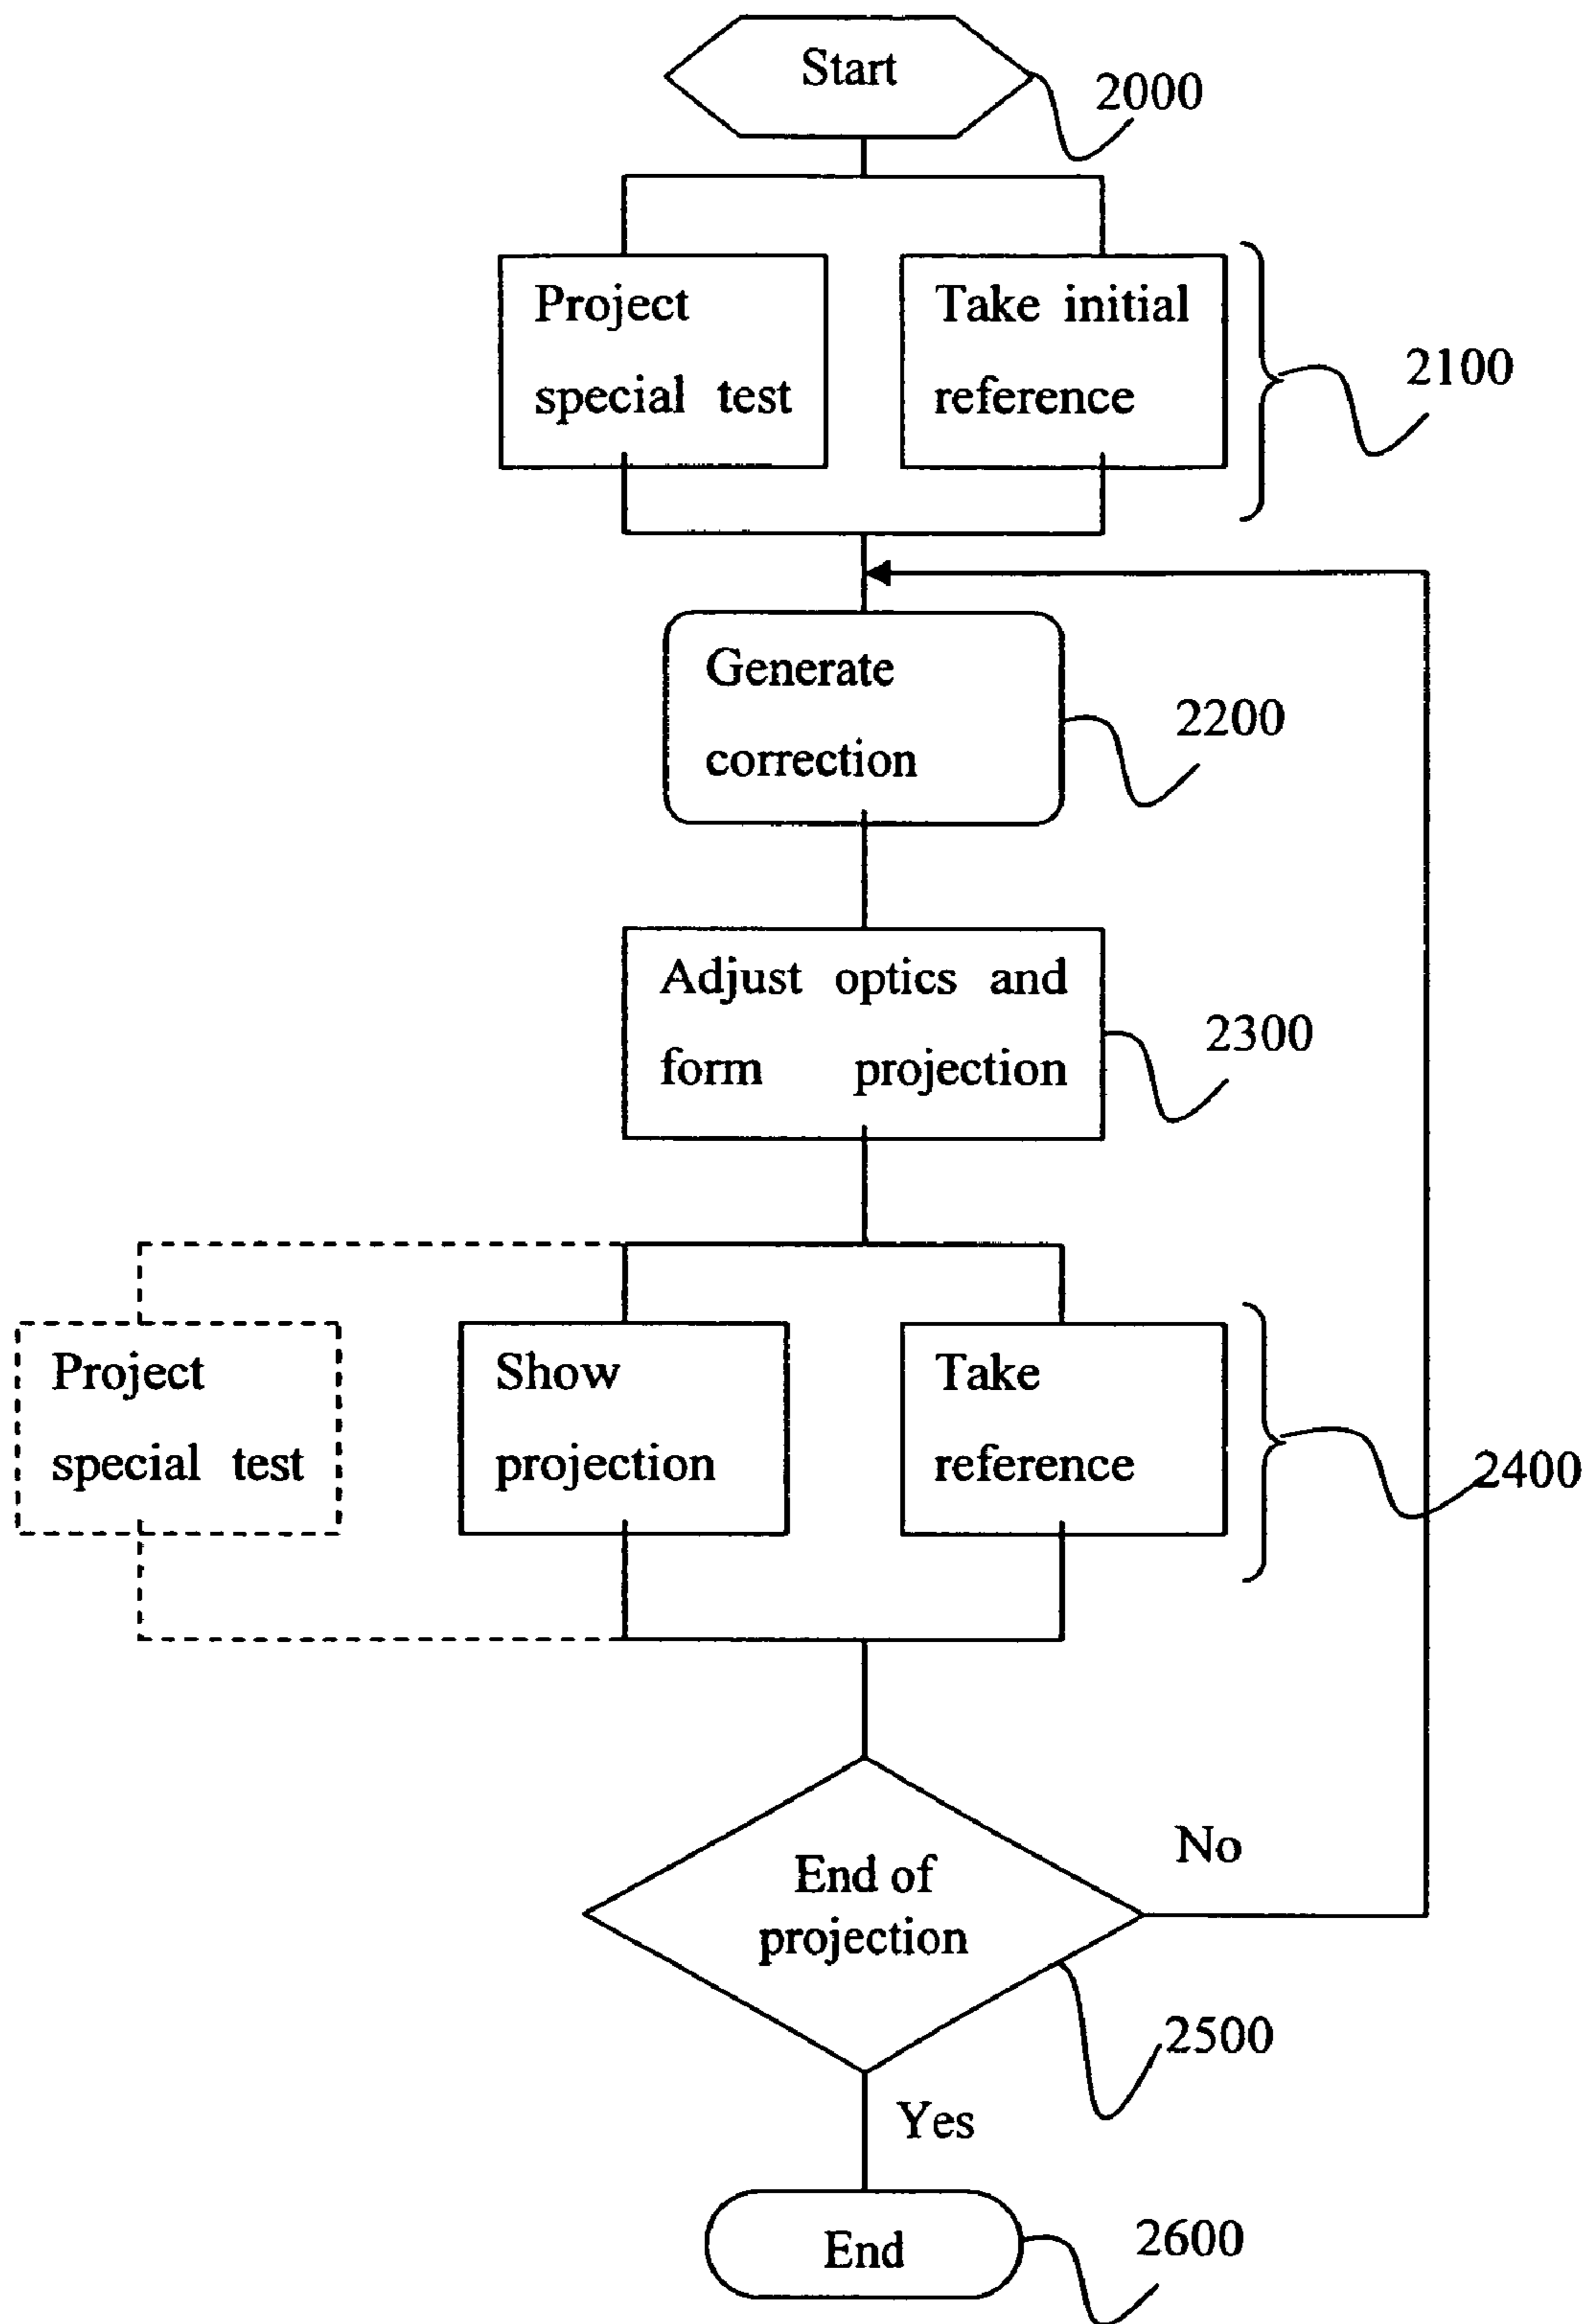 Start
2000
Project
special test
Take initial
reference
2100
Generate
correction
2200
Adjust optics and
form projection
2300
Project
special test
Show
projection
Take
reference
2400
End of
projection
No
2500
Yes
End
2600